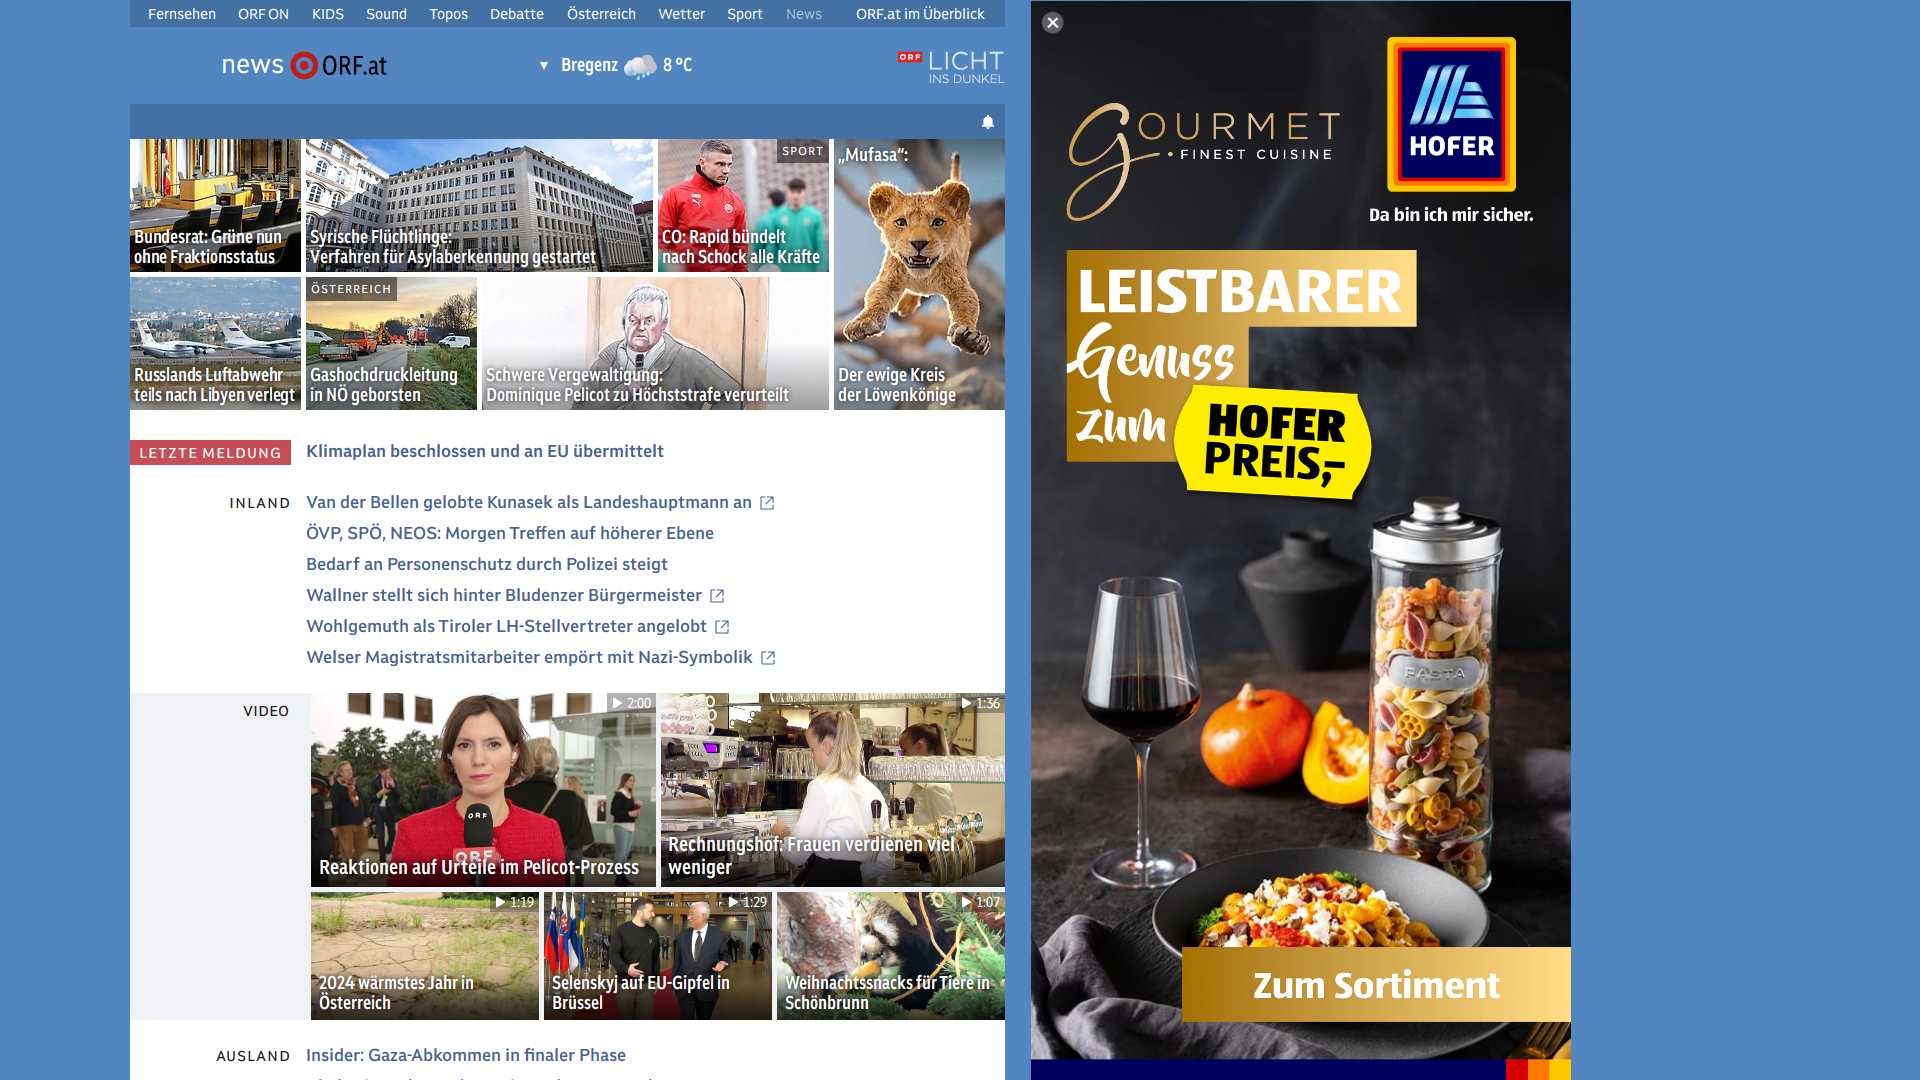 Fernsehen ORF ON KIDS Sound Topos Debatte Österreich Wetter Sport News ORF.at im Überblick
news ORF.at
Bregenz 8 °C
ORF LICHT
INS DUNKEL
Bundesrat: Grüne nun
ohne Fraktionsstatus
Syrische Flüchtlinge:
Verfahren für Asylaberkennung gestartet
SPORT
CO: Rapid bündelt
nach Schock alle Kräfte
„Mufasa“:
Der ewige Kreis
der Löwenkönige
Russlands Luftabwehr
teils nach Libyen verlegt
ÖSTERREICH
Gashochdruckleitung
in NÖ geborsten
Schwere Vergewaltigung:
Dominique Pelicot zu Höchststrafe verurteilt
LETZTE MELDUNG
Klimaplan beschlossen und an EU übermittelt
INLAND
Van der Bellen gelobte Kunasek als Landeshauptmann an
ÖVP, SPÖ, NEOS: Morgen Treffen auf höherer Ebene
Bedarf an Personenschutz durch Polizei steigt
Wallner stellt sich hinter Bludenzer Bürgermeister
Wohlgemuth als Tiroler LH-Stellvertreter angelobt
Welser Magistratsmitarbeiter empört mit Nazi-Symbolik
VIDEO
2:00
ORF
ORF
Reaktionen auf Urteile im Pelicot-Prozess
1:36
Rechnungshof: Frauen verdienen viel
weniger
1:19
2024 wärmstes Jahr in
Österreich
1:29
Selenskyj auf EU-Gipfel in
Brüssel
1:07
Weihnachtssnacks für Tiere in
Schönbrunn
AUSLAND
Insider: Gaza-Abkommen in finaler Phase
GOURMET
FINEST CUISINE
HOFER
Da bin ich mir sicher.
LEISTBARER
Genuss
zum
HOFER
PREIS,-
PASTA
Zum Sortiment